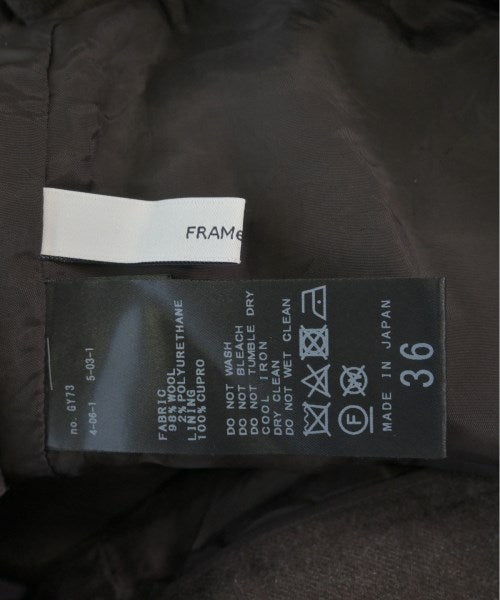 FRAMe
no. GY73
4-06-1 5-03-1
FABRIC
98% WOOL
2% POLYURETHANE
LINING
100% CUPRO
DO NOT WASH
DO NOT BLEACH
DO NOT TUMBLE DRY
COOL IRON
DRY CLEAN
DO NOT WET CLEAN
F
MADE IN JAPAN
36